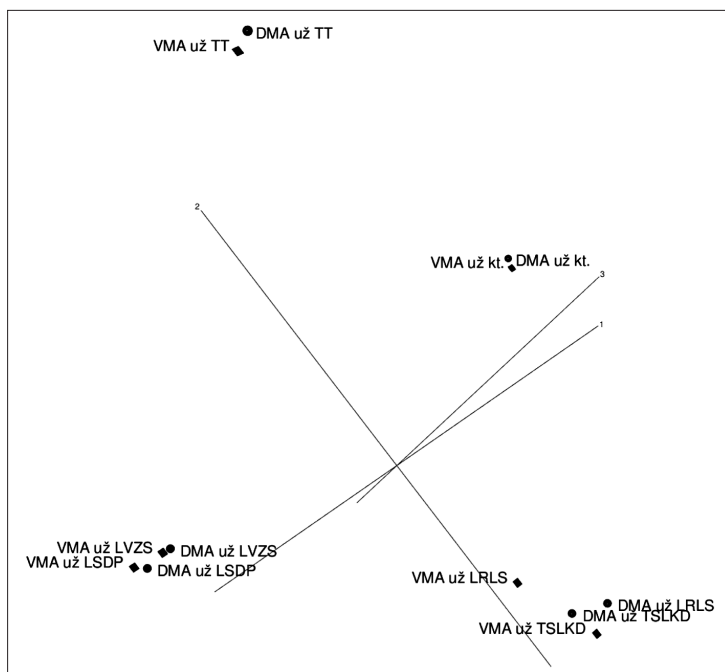 DMA už TT
VMA už TT
2
VMA už kt.
DMA už kt.
3
1
VMA už LVZS
DMA už LVZS
VMA už LSDP
DMA už LSDP
VMA už LRLS
DMA už LRLS
DMA už TSLKD
VMA už TSLKD